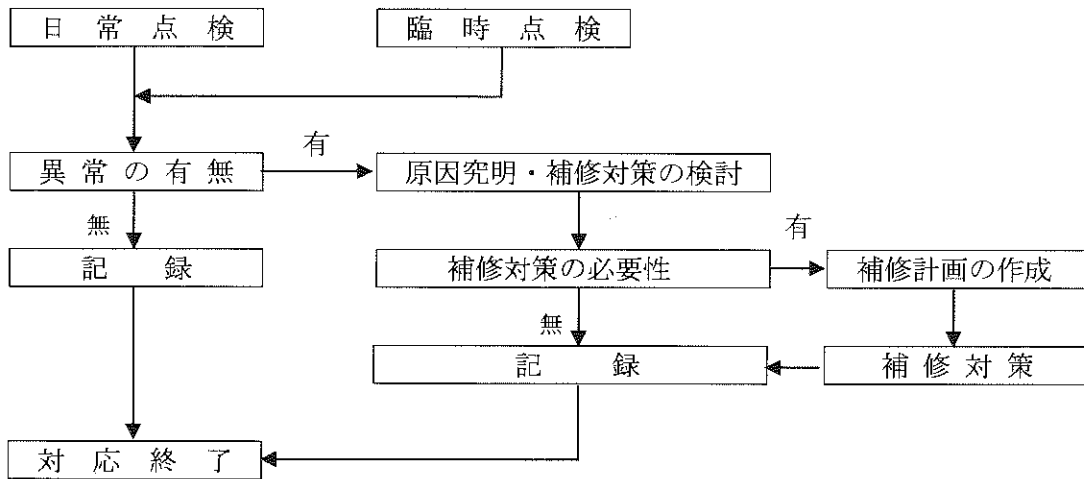 日常点検
臨時点検
有
異常の有無
原因究明・補修対策の検討
無
有
記録
補修対策の必要性
補修計画の作成
無
記録
補修対策
対応終了